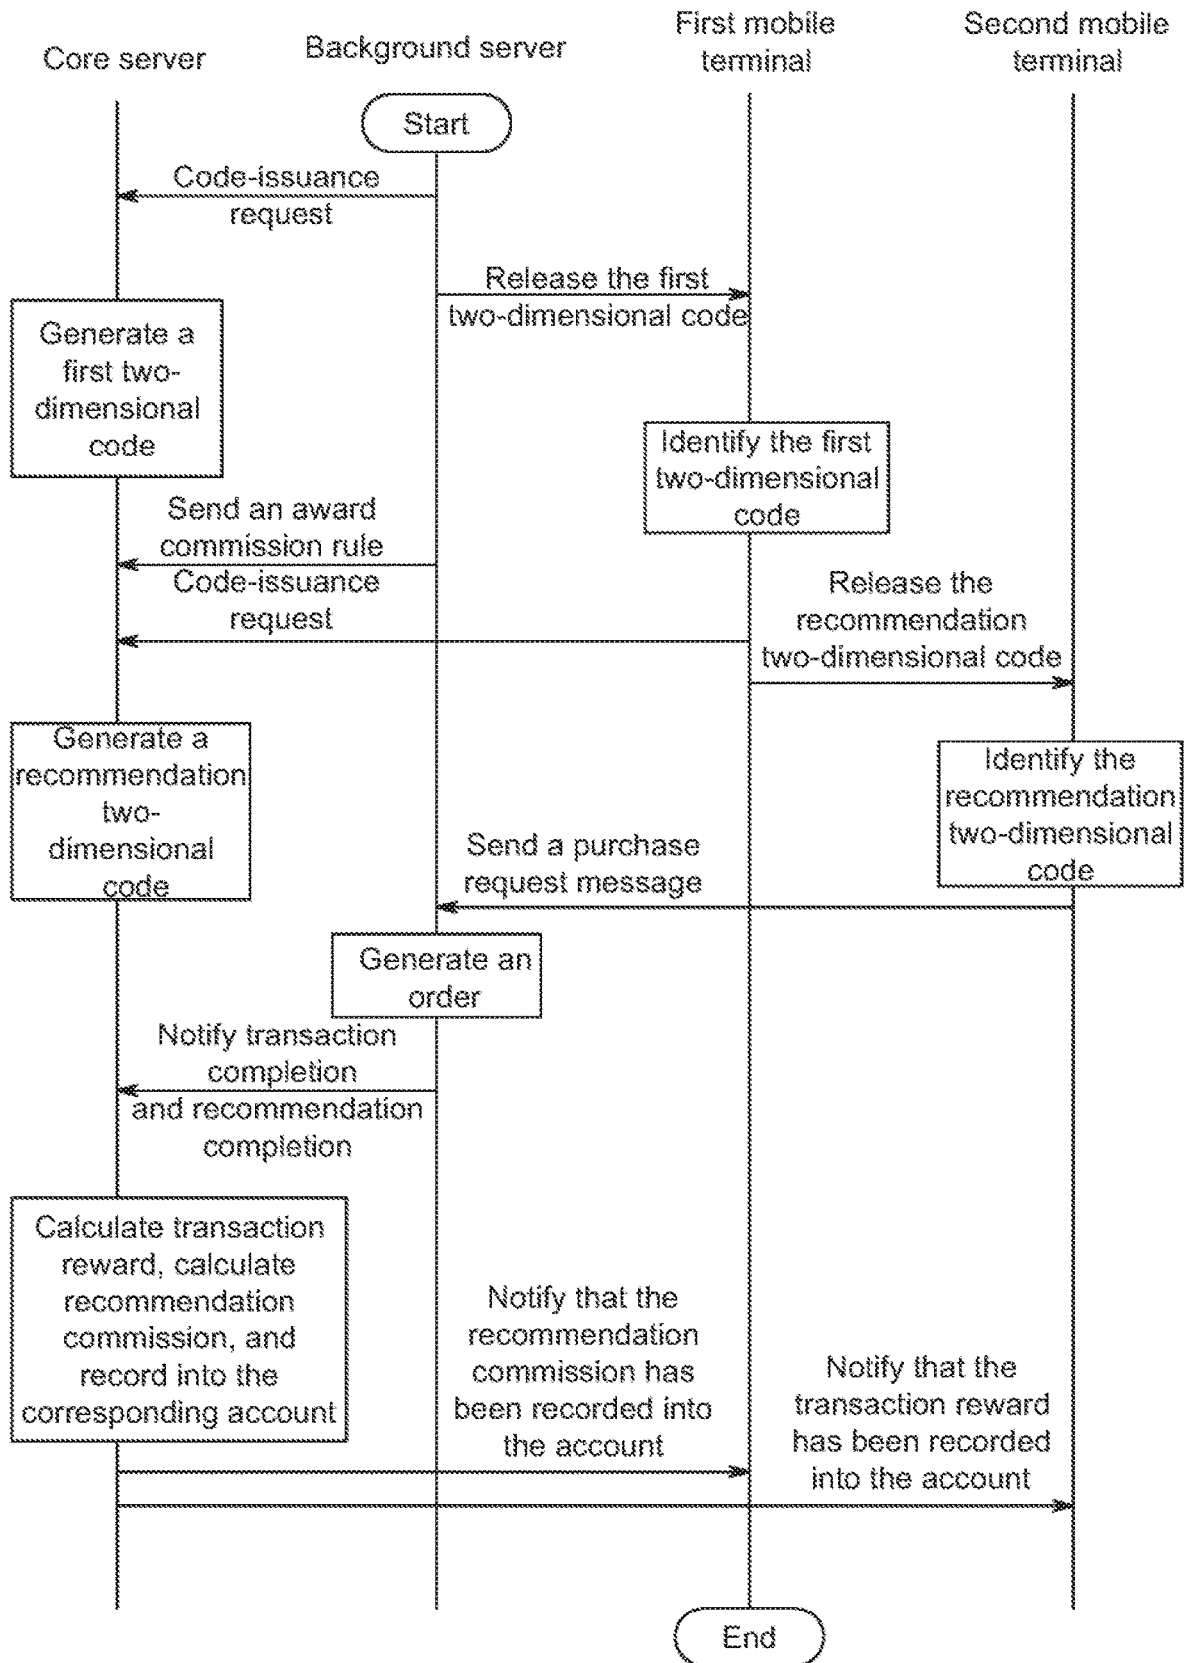 Core server
Background server
First mobile
terminal
Second mobile
terminal
Start
Code-issuance
request
Release the first
two-dimensional code
Generate a
first two-
dimensional
code
Identify the first
two-dimensional
code
Send an award
commission rule
Code-issuance
request
Release the
recommendation
two-dimensional code
Generate a
recommendation
two-
dimensional
code
Identify the
recommendation
two-dimensional
code
Send a purchase
request message
Generate an
order
Notify transaction
completion
and recommendation
completion
Calculate transaction
reward, calculate
recommendation
commission, and
record into the
corresponding account
Notify that the
recommendation
commission has
been recorded into
the account
Notify that the
transaction reward
has been recorded
into the account
End